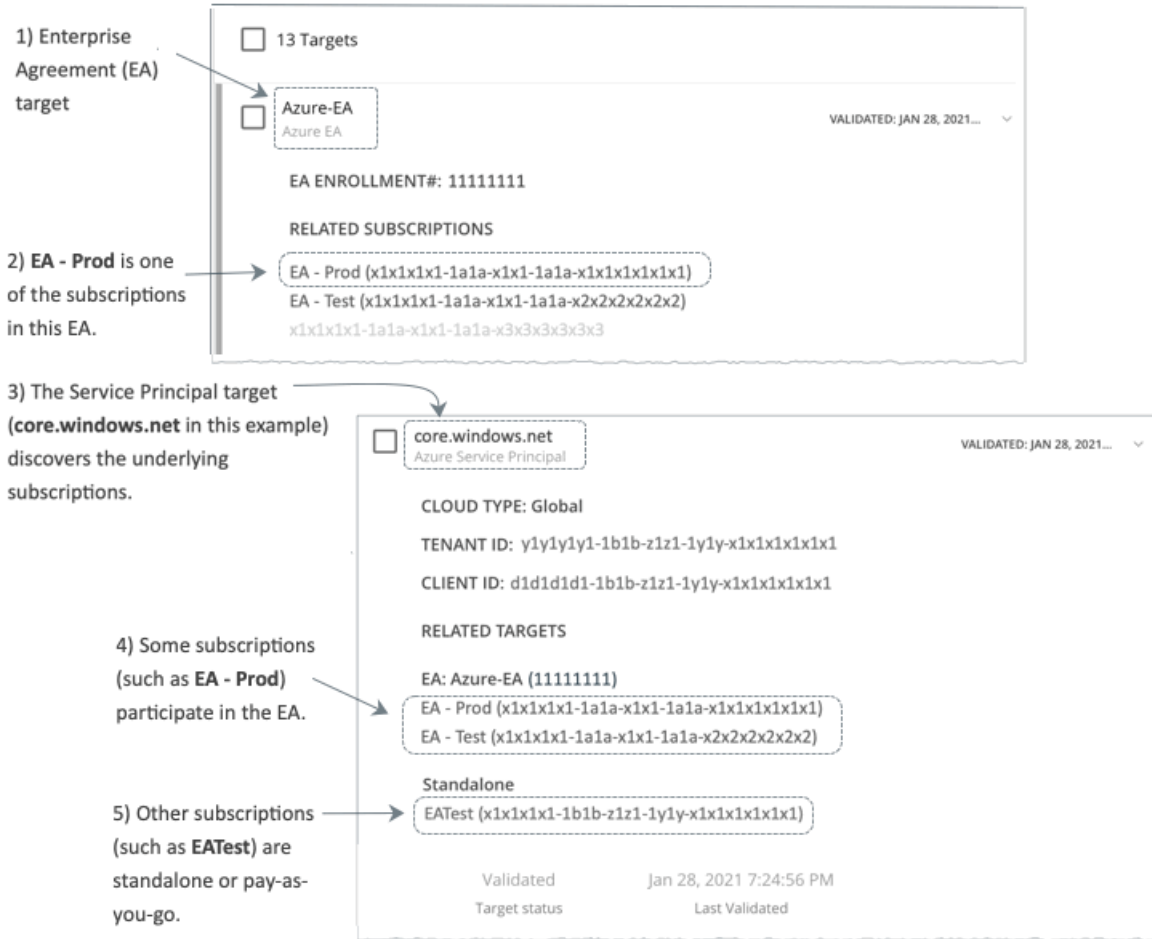 1) Enterprise
Agreement (EA)
target
13 Targets
Azure-EA
Azure EA
VALIDATED: JAN 28, 2021...
EA ENROLLMENT#: 11111111
RELATED SUBSCRIPTIONS
2) EA - Prod is one
of the subscriptions
in this EA.
EA - Prod (x1x1x1x1-1a1a-x1x1-1a1a-x1x1x1x1x1x1)
EA - Test (x1x1x1x1-1a1a-x1x1-1a1a-x2x2x2x2x2x2)
x1x1x1x1-1a1a-x1x1-1a1a-x3x3x3x3x3x3
3) The Service Principal target
(core.windows.net in this example)
discovers the underlying
subscriptions.
core.windows.net
Azure Service Principal
VALIDATED: JAN 28, 2021...
CLOUD TYPE: Global
TENANT ID: y1y1y1y1-1b1b-z1z1-1y1y-x1x1x1x1x1x1
CLIENT ID: d1d1d1d1-1b1b-z1z1-1y1y-x1x1x1x1x1x1
RELATED TARGETS
4) Some subscriptions
(such as EA - Prod)
participate in the EA.
EA: Azure-EA (11111111)
EA - Prod (x1x1x1x1-1a1a-x1x1-1a1a-x1x1x1x1x1x1)
EA - Test (x1x1x1x1-1a1a-x1x1-1a1a-x2x2x2x2x2x2)
Standalone
EATest (x1x1x1x1-1b1b-z1z1-1y1y-x1x1x1x1x1x1)
5) Other subscriptions
(such as EATest) are
standalone or pay-as-
you-go.
Validated
Jan 28, 2021 7:24:56 PM
Target status
Last Validated